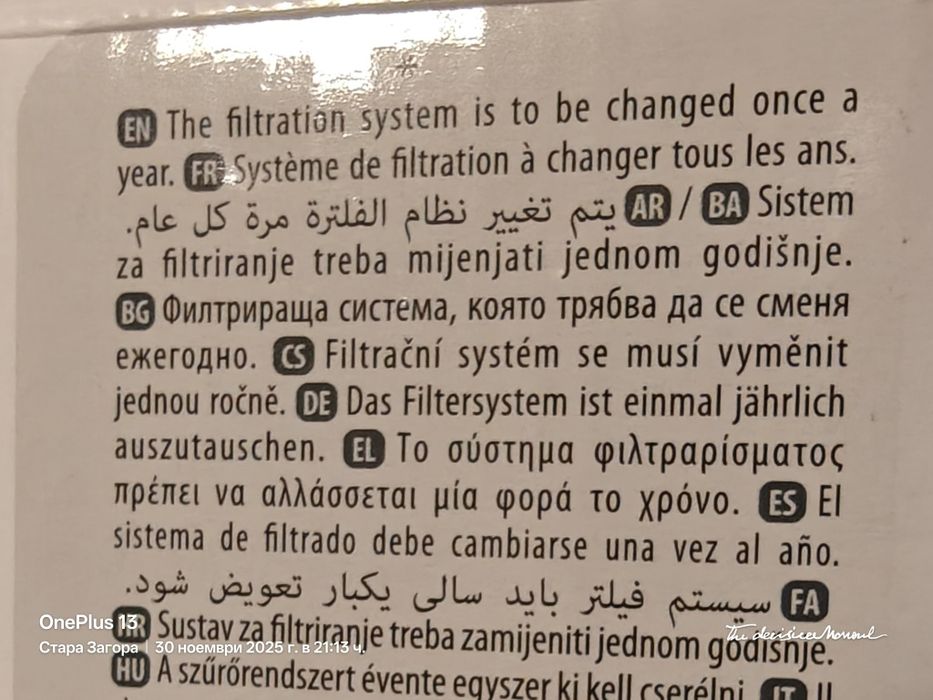 EN The filtration system is to be changed once a
year. FR Système de filtration à changer tous les ans.
AR يتم تغيير نظام الفلترة مرة كل عام. / BA Sistem
za filtriranje treba mijenjati jednom godišnje.
BG Филтрираща система, която трябва да се сменя
ежегодно. CS Filtrační systém se musí vyměnit
jednou ročně. DE Das Filtersystem ist einmal jährlich
auszutauschen. EL Το σύστημα φιλτραρίσματος
πρέπει να αλλάσσεται μία φορά το χρόνο. ES El
sistema de filtrado debe cambiarse una vez al año.
FA سیستم فیلتر باید سالی یکبار تعویض شود.
HR Sustav za filtriranje treba zamijeniti jednom godišnje.
HU A szűrőrendszert évente egyszer ki kell cserélni. IT Il
OnePlus 13
Стара Загора | 30 ноември 2025 г. в 21:13 ч.